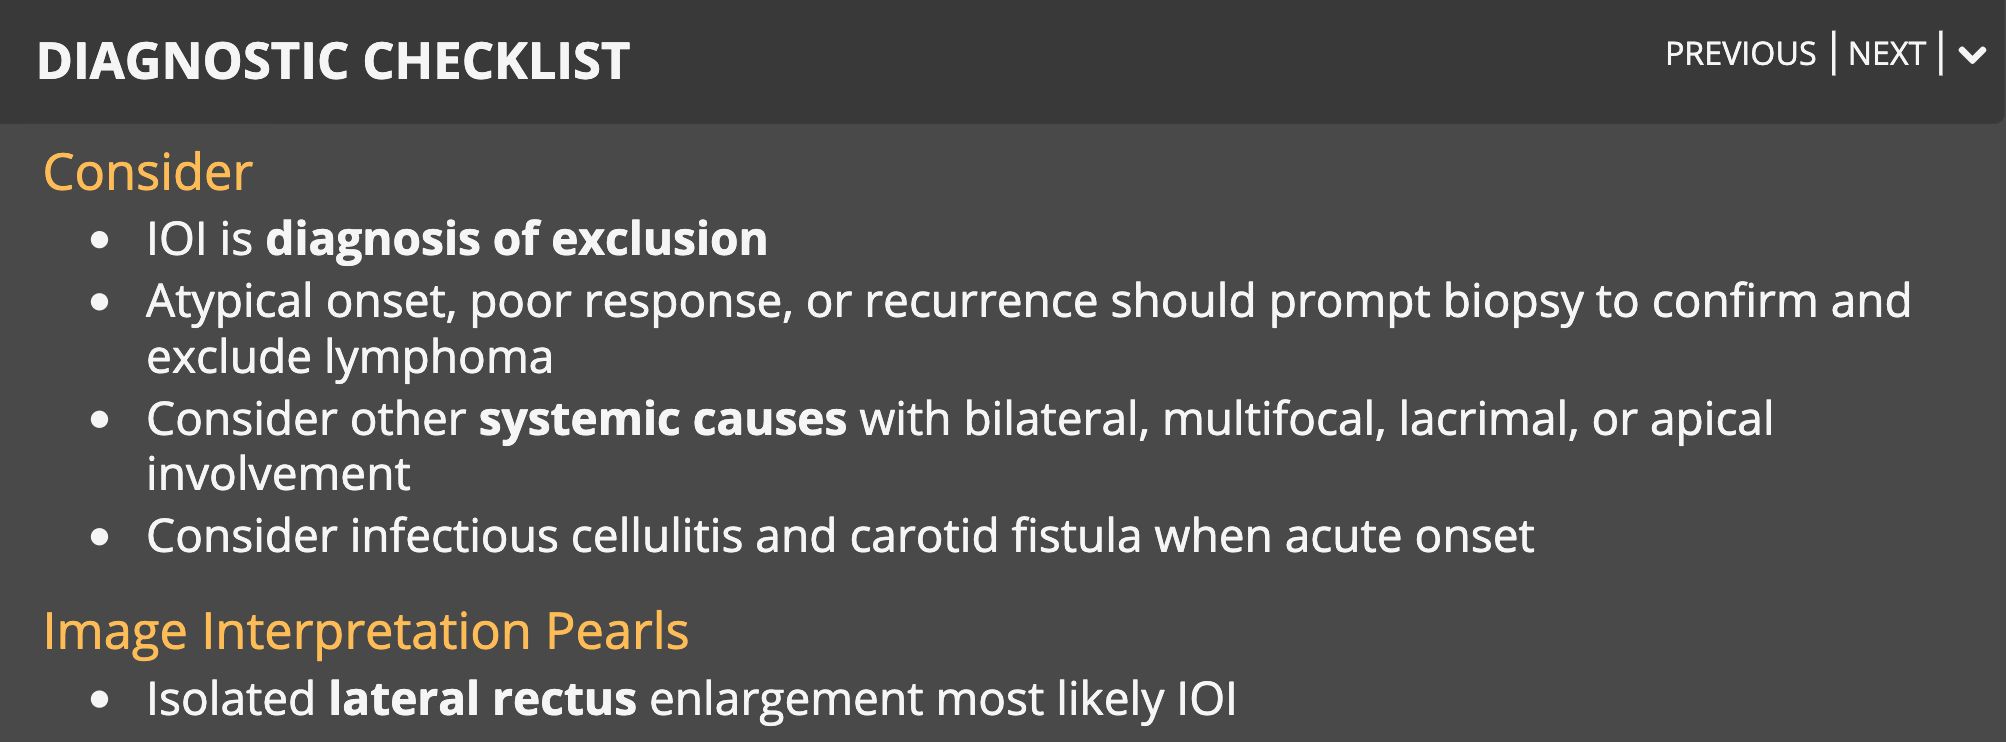 DIAGNOSTIC CHECKLIST
PREVIOUS | NEXT |
Consider
• IOI is diagnosis of exclusion
• Atypical onset, poor response, or recurrence should prompt biopsy to confirm and
exclude lymphoma
• Consider other systemic causes with bilateral, multifocal, lacrimal, or apical
involvement
• Consider infectious cellulitis and carotid fistula when acute onset
Image Interpretation Pearls
• Isolated lateral rectus enlargement most likely IOI